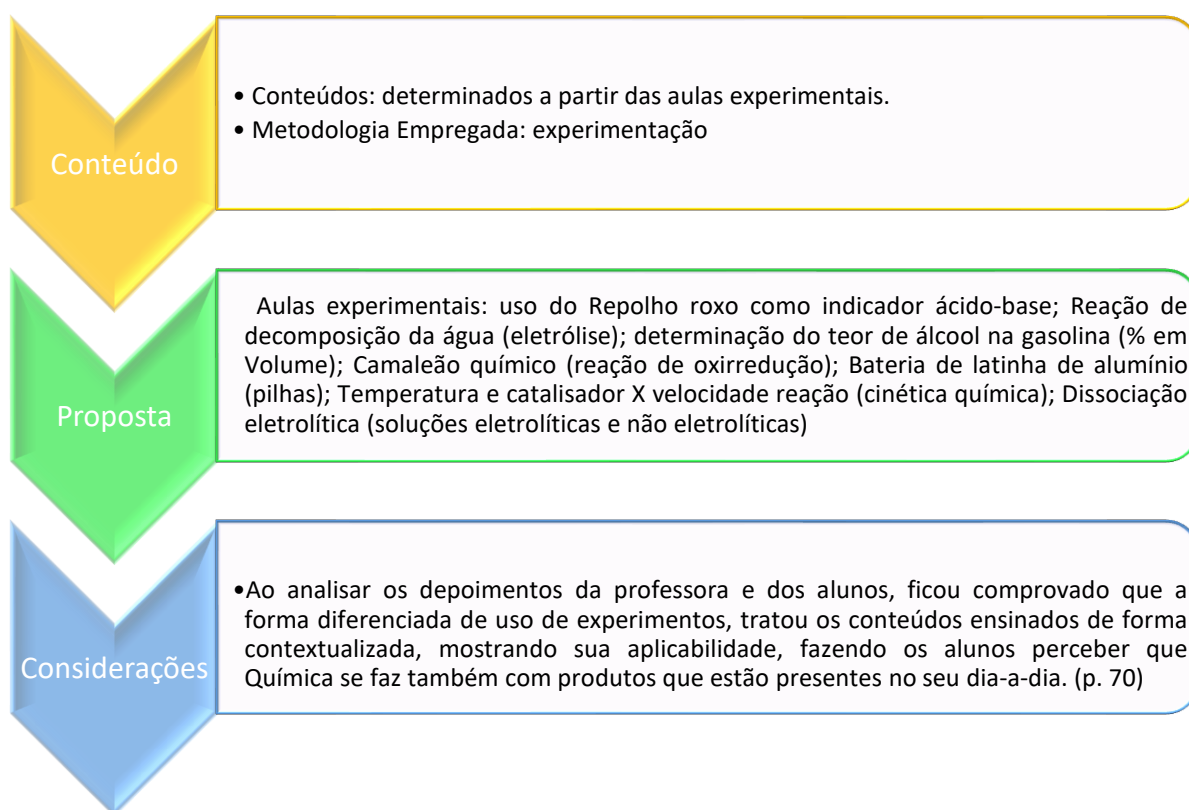 Conteúdo
• Conteúdos: determinados a partir das aulas experimentais.
• Metodologia Empregada: experimentação
Proposta
Aulas experimentais: uso do Repolho roxo como indicador ácido-base; Reação de
decomposição da água (eletrólise); determinação do teor de álcool na gasolina (% em
Volume); Camaleão químico (reação de oxirredução); Bateria de latinha de alumínio
(pilhas); Temperatura e catalisador X velocidade reação (cinética química); Dissociação
eletrolítica (soluções eletrolíticas e não eletrolíticas)
Considerações
•Ao analisar os depoimentos da professora e dos alunos, ficou comprovado que a
forma diferenciada de uso de experimentos, tratou os conteúdos ensinados de forma
contextualizada, mostrando sua aplicabilidade, fazendo os alunos perceber que
Química se faz também com produtos que estão presentes no seu dia-a-dia. (p. 70)